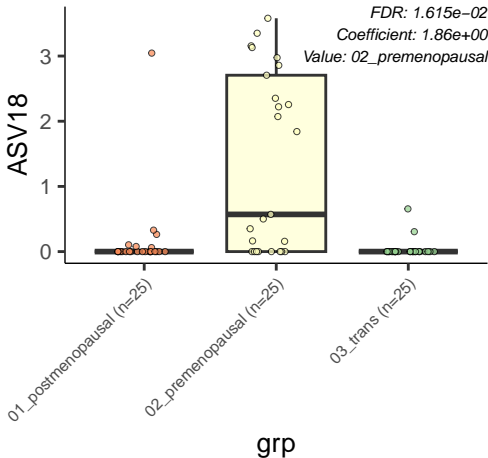 FDR: 1.615e−02
Coefficient: 1.86e+00
Value: 02_premenopausal
ASV18
3
2
1
0
01_postmenopausal (n=25)
02_premenopausal (n=25)
03_trans (n=25)
grp